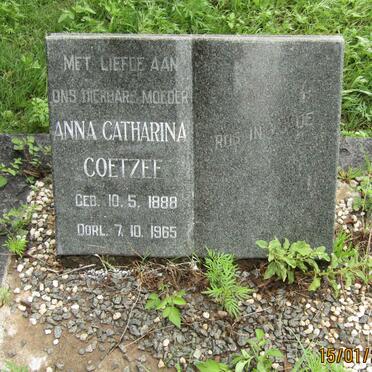 MET LIEFDE AAN
ONS DIERBARE MOEDER
ANNA CATHARINA
COETZEE
GEB. 10. 5. 1888
OORL. 7. 10. 1965
RUS IN VREDE
15/01/2